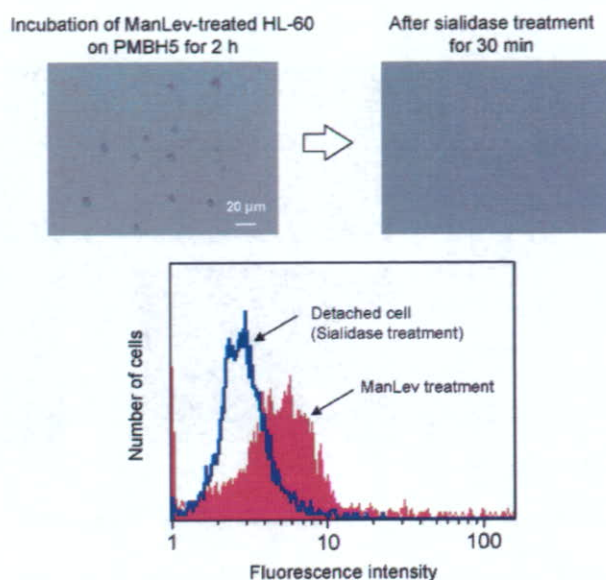 Incubation of ManLev-treated HL-60
on PMBH5 for 2 h
After sialidase treatment
for 30 min
20 μm
Detached cell
(Sialidase treatment)
ManLev treatment
Number of cells
1
10
100
Fluorescence intensity